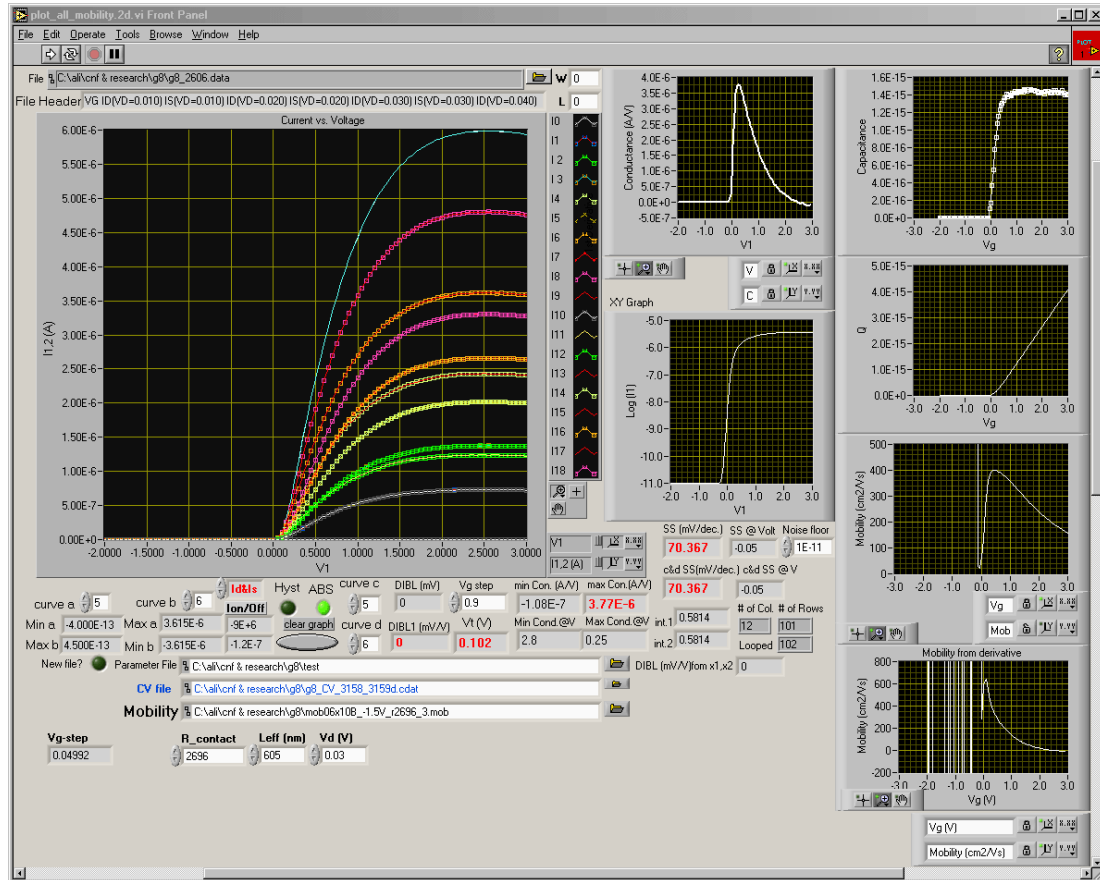 plot_all_mobility.2d.vi Front Panel
File Edit Operate Tools Browse Window Help
File C:\ali\cnf & research\g8\g8_2606.data
W 0
File Header VG ID(VD=0.010) IS(VD=0.010) ID(VD=0.020) IS(VD=0.020) ID(VD=0.030) IS(VD=0.030) ID(VD=0.040)
L 0
Current vs. Voltage
6.00E-6
5.50E-6
5.00E-6
4.50E-6
4.00E-6
3.50E-6
3.00E-6
2.50E-6
2.00E-6
1.50E-6
1.00E-6
5.00E-7
0.00E+0
I1,2 (A)
-2.0000 -1.5000 -1.0000 -0.5000 0.0000 0.5000 1.0000 1.5000 2.0000 2.5000 3.0000
V1
I0
I1
I 2
I 3
I4
I5
I6
I7
I8
I9
I10
I11
I12
I13
I14
I15
I16
I17
I18
V1
I1,2 (A)
4.0E-6
3.5E-6
3.0E-6
2.5E-6
2.0E-6
1.5E-6
1.0E-6
5.0E-7
0.0E+0
-5.0E-7
Conductance (A/V)
-2.0 -1.0 0.0 1.0 2.0 3.0
V1
V
C
XY Graph
-5.0
-6.0
-7.0
-8.0
-9.0
-10.0
-11.0
Log (I1)
-2.0 -1.0 0.0 1.0 2.0 3.0
V1
1.6E-15
1.4E-15
1.2E-15
1.0E-15
8.0E-16
6.0E-16
4.0E-16
2.0E-16
0.0E+0
Capacitance
-3.0 -2.0 -1.0 0.0 1.0 2.0 3.0
Vg
5.0E-15
4.0E-15
3.0E-15
2.0E-15
1.0E-15
0.0E+0
Q
-3.0 -2.0 -1.0 0.0 1.0 2.0 3.0
Vg
500
400
300
200
100
0
Mobility (cm2/Vs)
-3.0 -2.0 -1.0 0.0 1.0 2.0 3.0
Vg
Vg
Mob
Mobility from derivative
800
600
400
200
0
-200
Mobility (cm2/Vs)
-3.0 -2.0 -1.0 0.0 1.0 2.0 3.0
Vg (V)
Vg (V)
Mobility (cm2/Vs)
SS (mV/dec.) SS @ Volt Noise floor
70.367 -0.05 1E-11
c&d SS(mV/dec.) c&d SS @ V
70.367 -0.05
Id&Is
Hyst ABS curve c DIBL (mV) Vg step min Con. (A/V) max Con.(A/V)
curve a 5 curve b 6 Ion/Off 5 0 0.9 -1.08E-7 3.77E-6
int.1 0.5814 # of Col. # of Rows
12 101
Min a -4.000E-13 Max a 3.615E-6 -9E+6 clear graph curve d DIBL1 (mV/V) Vt (V) Min Cond.@V Max Cond.@V
Max b 4.500E-13 Min b -3.615E-6 -1.2E-7 6 0 0.102 2.8 0.25
int.2 0.5814 Looped 102
New file? Parameter File C:\ali\cnf & research\g8\test
DIBL (mV/V)from x1,x2 0
CV file C:\ali\cnf & research\g8\g8_CV_3158_3159d.cdat
Mobility C:\ali\cnf & research\g8\mob06x10B_-1.5V_r2696_3.mob
Vg-step R_contact Leff (nm) Vd (V)
0.04992 2696 605 0.03